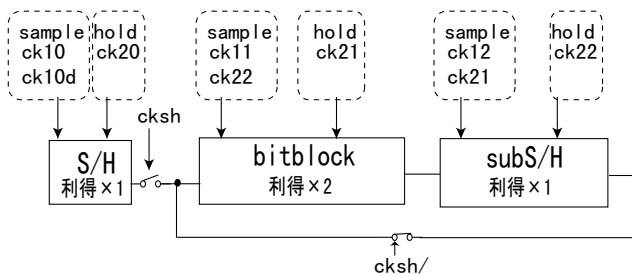 sample
ck10
ck10d
hold
ck20
sample
ck11
ck22
hold
ck21
sample
ck12
ck21
hold
ck22
cksh
S/H
利得×1
bitblock
利得×2
subS/H
利得×1
cksh/